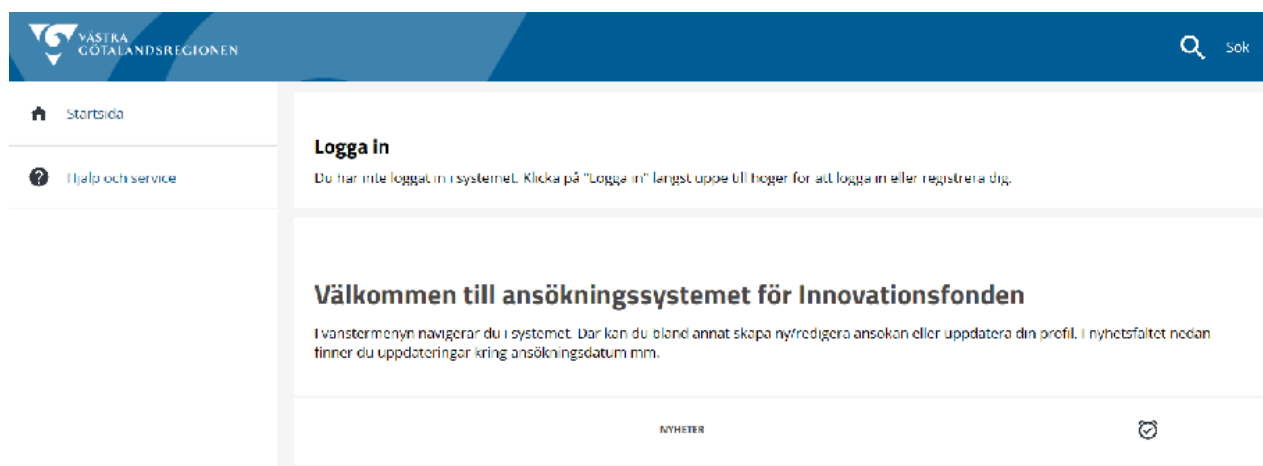 VÄSTRA
GÖTALANDSREGIONEN
Sök
Startsida
Hjälp och service
Logga in
Du har inte loggat in i systemet. Klicka på "Logga in" längst uppe till höger för att logga in eller registrera dig.
Välkommen till ansökningssystemet för Innovationsfonden
I vänstermenyn navigerar du i systemet. Där kan du bland annat skapa ny/redigera ansökan eller uppdatera din profil. I nyhetsfältet nedan
finner du uppdateringar kring ansökningsdatum mm.
NYHETER